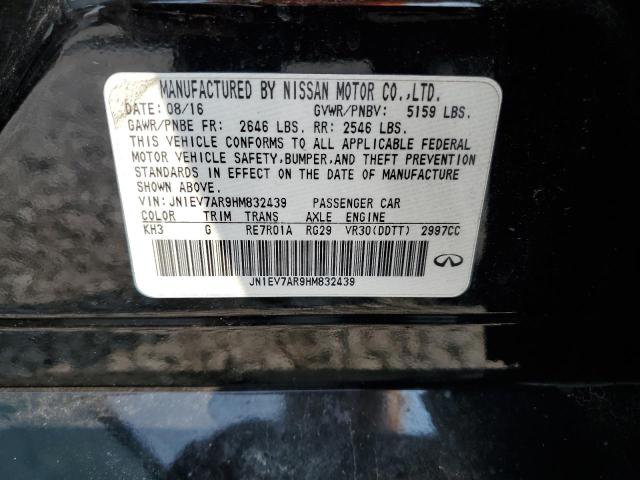 MANUFACTURED BY NISSAN MOTOR CO.,LTD.
DATE: 08/16 GVWR/PNBV: 5159 LBS.
GAWR/PNBE FR: 2646 LBS. RR: 2546 LBS.
THIS VEHICLE CONFORMS TO ALL APPLICABLE FEDERAL
MOTOR VEHICLE SAFETY,BUMPER,AND THEFT PREVENTION
STANDARDS IN EFFECT ON THE DATE OF MANUFACTURE
SHOWN ABOVE.
VIN: JN1EV7AR9HM832439 PASSENGER CAR
COLOR TRIM TRANS AXLE ENGINE
KH3 G RE7R01A RG29 VR30(DDTT) 2997CC
JN1EV7AR9HM832439